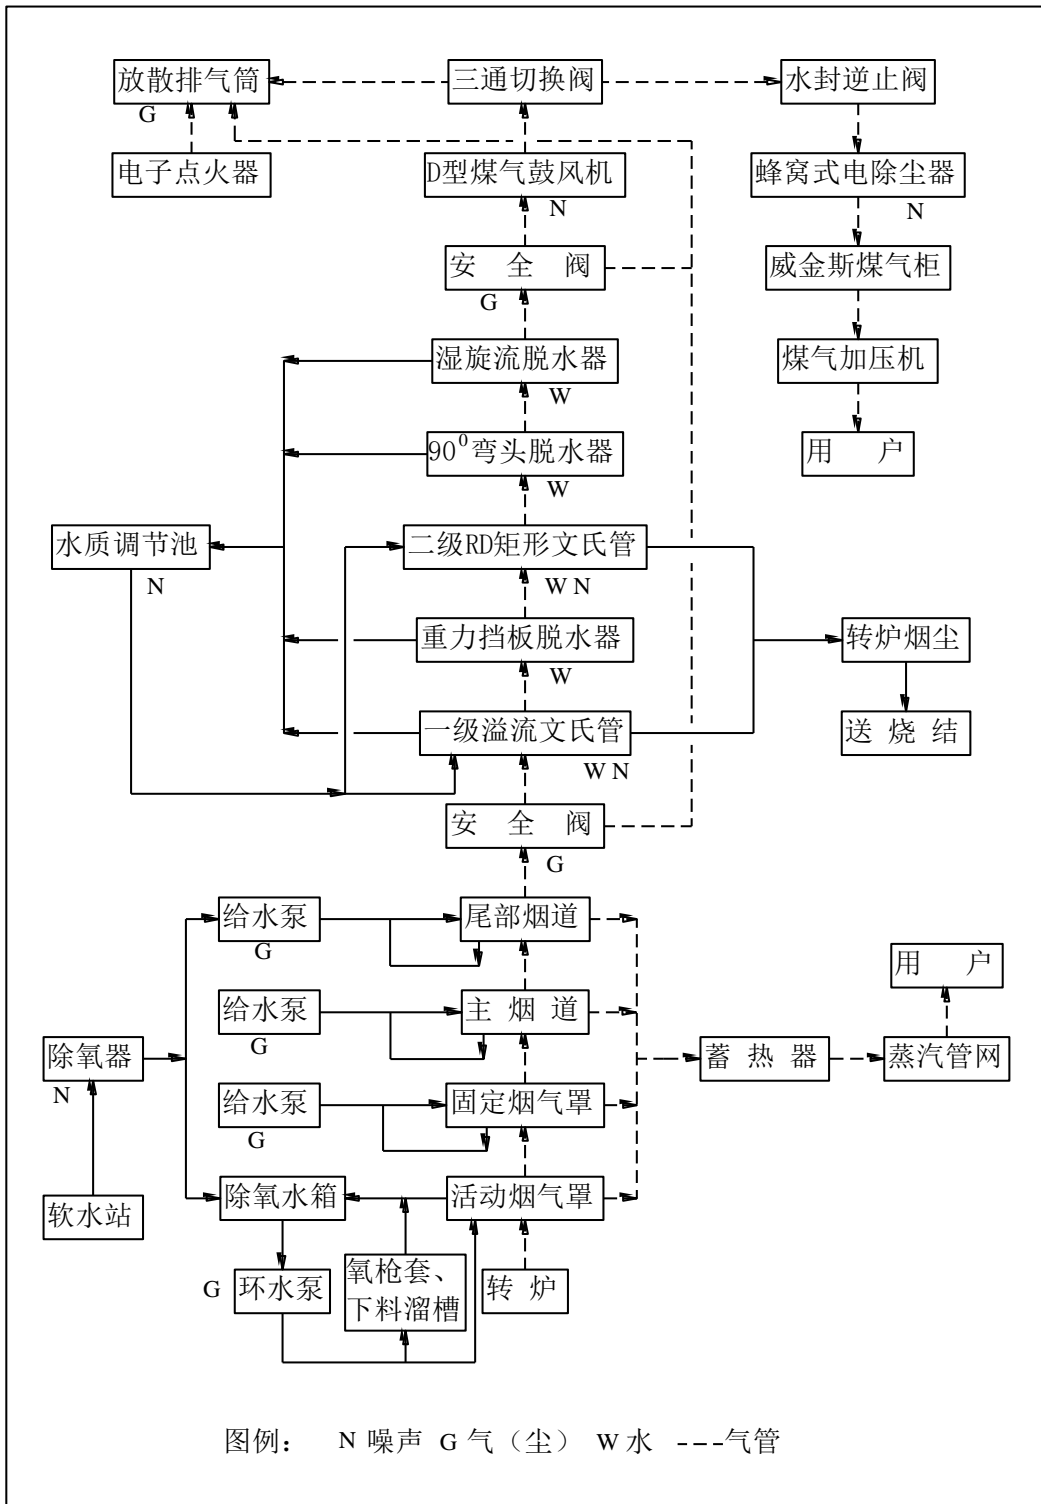 放散排气筒 三通切换阀 水封逆止阀
G
电子点火器 D型煤气鼓风机 蜂窝式电除尘器
N N
安 全 阀 威金斯煤气柜
G
湿旋流脱水器 煤气加压机
W
90⁰弯头脱水器 用 户
W
水质调节池 二级RD矩形文氏管
N W N
重力挡板脱水器 转炉烟尘
W
一级溢流文氏管 送 烧 结
W N
安 全 阀
G
给水泵 尾部烟道
G 用 户
给水泵 主 烟 道
G
除氧器 蓄 热 器 蒸汽管网
N
给水泵 固定烟气罩
G
软水站 除氧水箱 活动烟气罩
G 环水泵 氧枪套、 转 炉
下料溜槽
图例： N 噪声 G 气（尘） W 水 ---气管